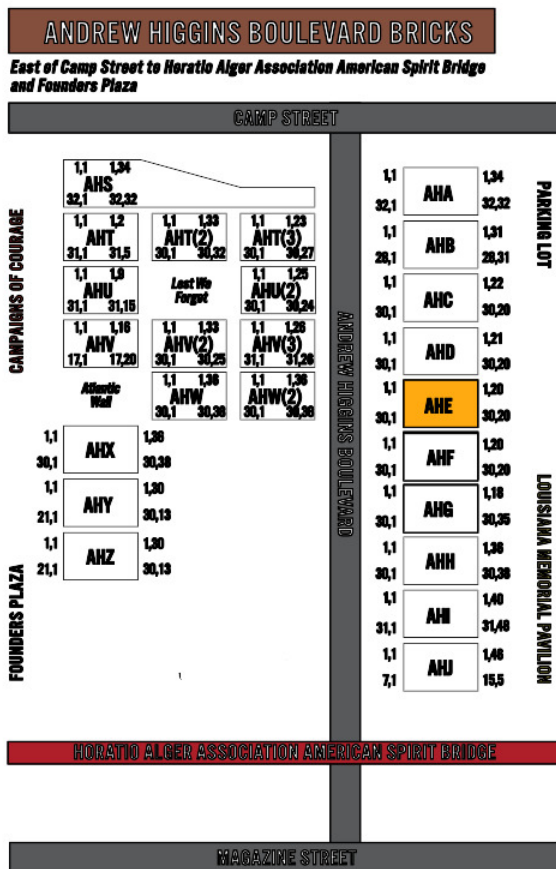 ANDREW HIGGINS BOULEVARD BRICKS
East of Camp Street to Horatio Alger Association American Spirit Bridge
and Founders Plaza
CAMP STREET
CAMPAIGNS OF COURAGE
FOUNDERS PLAZA
1,1 1,34
AHS
32,1 32,32
1,1 1,2
AHT
31,1 31,5
1,1 1,33
AHT(2)
30,1 30,32
1,1 1,23
AHT(3)
30,1 30,27
1,1 1,9
AHU
31,1 31,15
Lest We
Forget
1,1 1,25
AHU(2)
30,1 30,24
1,1 1,16
AHV
17,1 17,20
1,1 1,33
AHV(2)
30,1 30,25
1,1 1,26
AHV(3)
31,1 31,26
Atlantic
Wall
1,1 1,36
AHW
30,1 30,36
1,1 1,36
AHW(2)
30,1 30,36
1,1 1,36
AHX
30,1 30,38
1,1 1,30
AHY
21,1 30,13
1,1 1,30
AHZ
21,1 30,13
ANDREW HIGGINS BOULEVARD
1,1 1,34
AHA
32,1 32,32
1,1 1,31
AHB
28,1 28,31
1,1 1,22
AHC
30,1 30,20
1,1 1,21
AHD
30,1 30,20
1,1 1,20
AHE
30,1 30,20
1,1 1,20
AHF
30,1 30,20
1,1 1,18
AHG
30,1 30,35
1,1 1,36
AHH
30,1 30,36
1,1 1,40
AHI
31,1 31,48
1,1 1,46
AHJ
7,1 15,5
PARKING LOT
LOUISIANA MEMORIAL PAVILION
HORATIO ALGER ASSOCIATION AMERICAN SPIRIT BRIDGE
MAGAZINE STREET